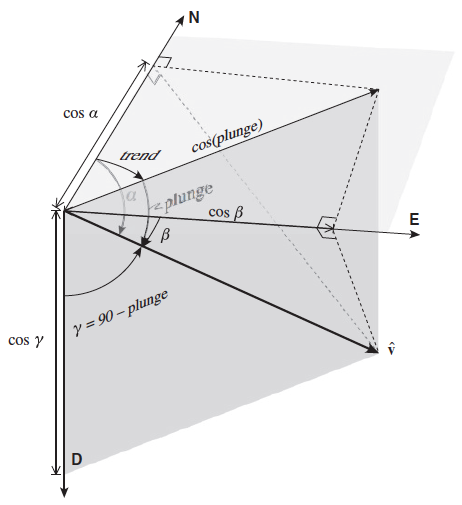 N
cos α
trend
cos(plunge)
α
plunge
cos β
E
β
γ = 90 – plunge
cos γ
v̂
D